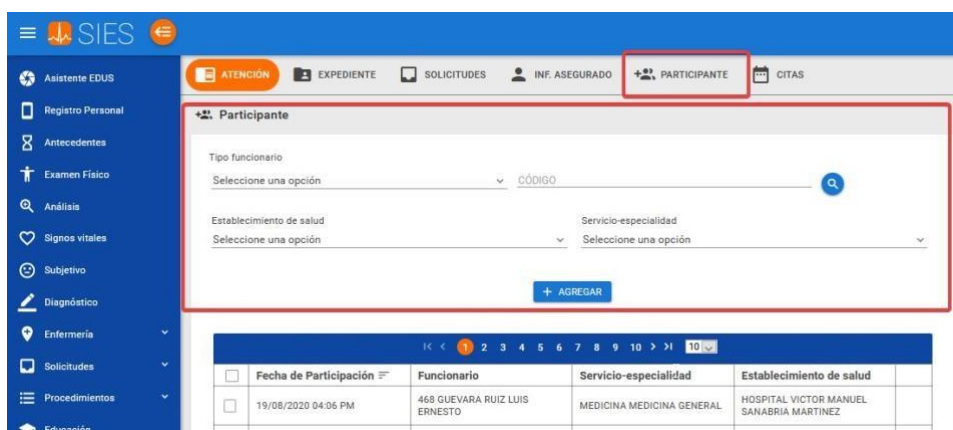 SIES
Asistente EDUS
Registro Personal
Antecedentes
Examen Físico
Análisis
Signos vitales
Subjetivo
Diagnóstico
Enfermería
Solicitudes
Procedimientos
Educación
ATENCIÓN EXPEDIENTE SOLICITUDES INF. ASEGURADO PARTICIPANTE CITAS
Participante
Tipo funcionario
Seleccione una opción CÓDIGO
Establecimiento de salud Servicio-especialidad
Seleccione una opción Seleccione una opción
+ AGREGAR
1 2 3 4 5 6 7 8 9 10 10
Fecha de Participación Funcionario Servicio-especialidad Establecimiento de salud
19/08/2020 04:06 PM 468 GUEVARA RUIZ LUIS MEDICINA MEDICINA GENERAL HOSPITAL VICTOR MANUEL
ERNESTO SANABRIA MARTINEZ